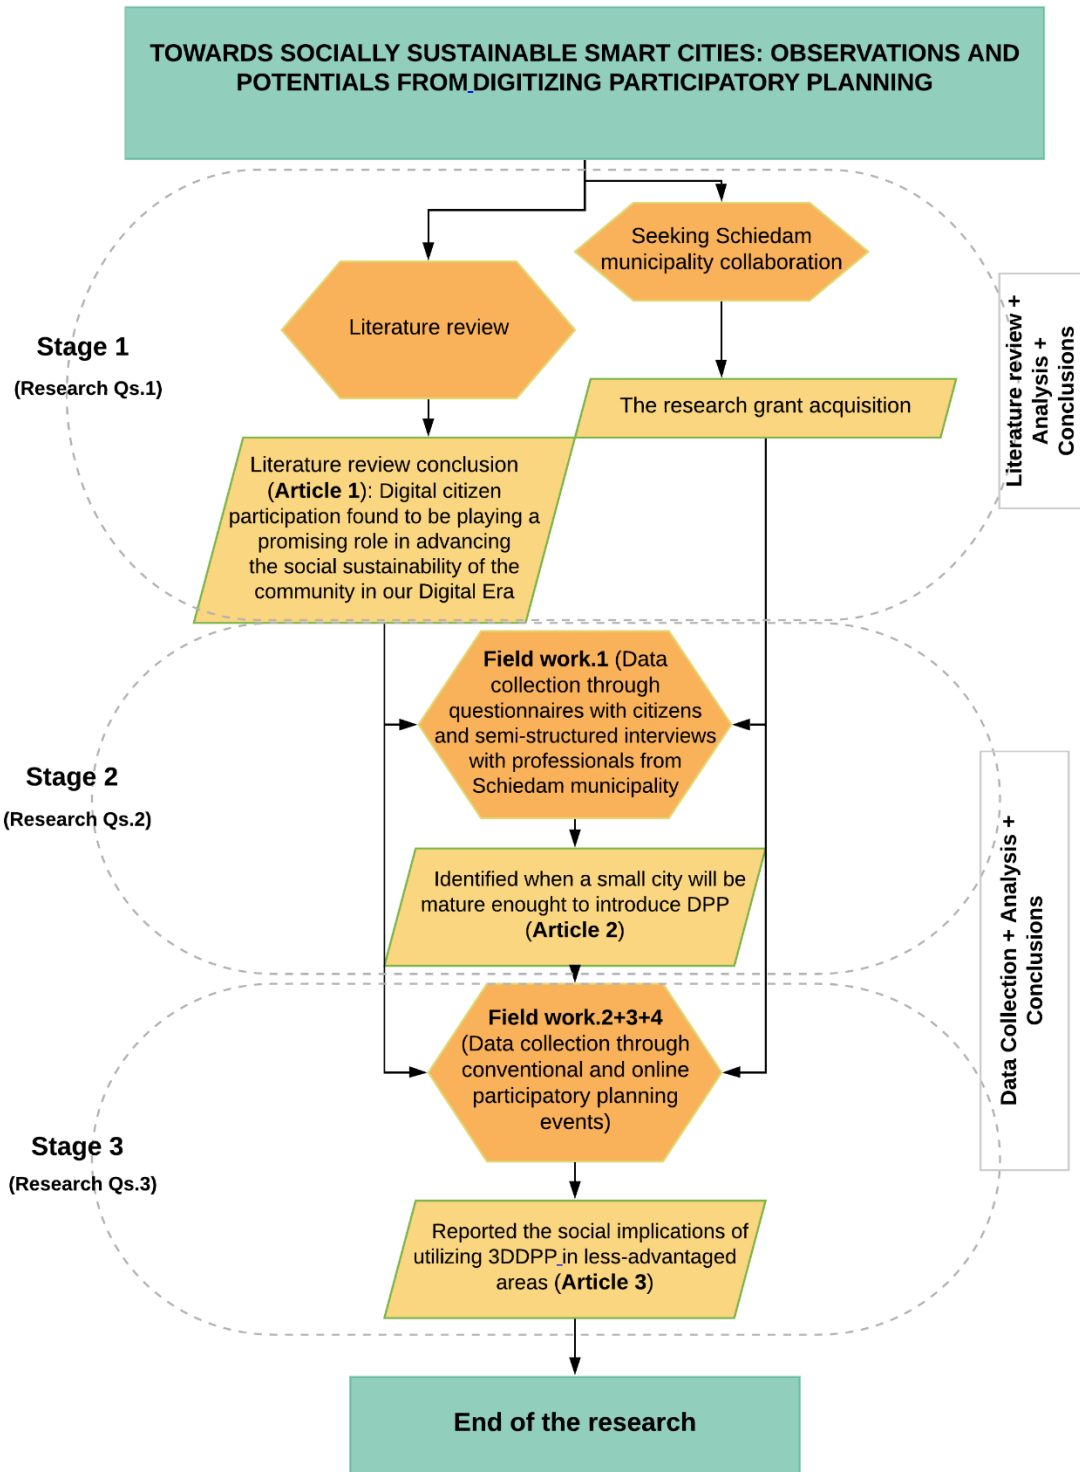 TOWARDS SOCIALLY SUSTAINABLE SMART CITIES: OBSERVATIONS AND
POTENTIALS FROM DIGITIZING PARTICIPATORY PLANNING
Seeking Schiedam
municipality collaboration
Literature review
Stage 1
(Research Qs.1)
The research grant acquisition
Literature review +
Analysis +
Conclusions
Literature review conclusion
(Article 1): Digital citizen
participation found to be playing a
promising role in advancing
the social sustainability of the
community in our Digital Era
Field work.1 (Data
collection through
questionnaires with citizens
and semi-structured interviews
with professionals from
Schiedam municipality
Stage 2
(Research Qs.2)
Identified when a small city will be
mature enought to introduce DPP
(Article 2)
Data Collection + Analysis +
Conclusions
Field work.2+3+4
(Data collection through
conventional and online
participatory planning
events)
Stage 3
(Research Qs.3)
Reported the social implications of
utilizing 3DDPP in less-advantaged
areas (Article 3)
End of the research